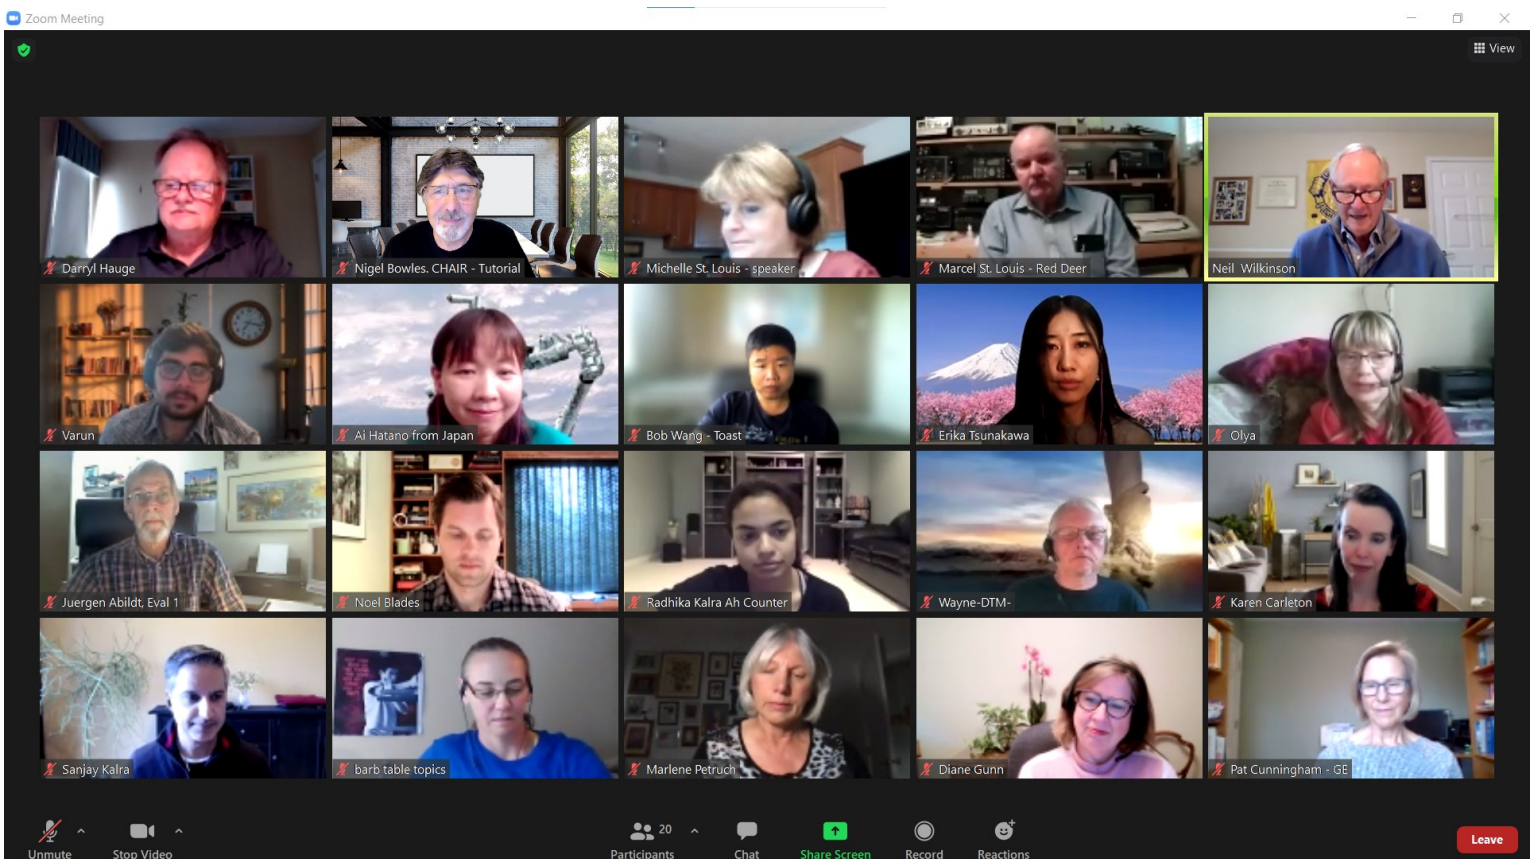 Zoom Meeting
View
Darryl Hauge
Nigel Bowles. CHAIR - Tutorial
Michelle St. Louis - speaker
Marcel St. Louis - Red Deer
Neil Wilkinson
Varun
Ai Hatano from Japan
Bob Wang - Toast
Erika Tsunakawa
Olya
Juergen Abildt, Eval 1
Noel Blades
Radhika Kalra Ah Counter
Wayne-DTM-
Karen Carleton
Sanjay Kalra
barb table topics
Marlene Petruch
Diane Gunn
Pat Cunningham - GE
20
Unmute
Stop Video
Participants
Chat
Share Screen
Record
Reactions
Leave